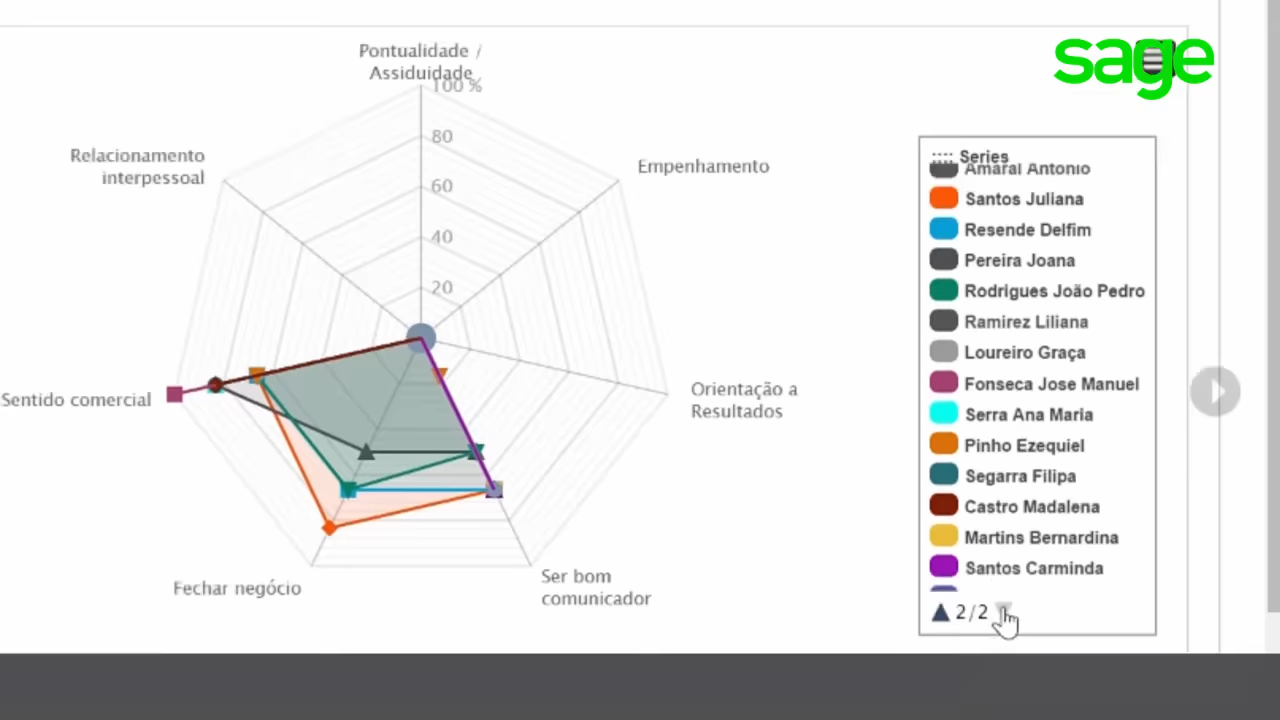 sage
Pontualidade /
Assiduidade
100 %
80
60
40
20
Relacionamento
interpessoal
Empenhamento
Orientação a
Resultados
Sentido comercial
Fechar negócio
Ser bom
comunicador
Series
Amaral Antonio
Santos Juliana
Resende Delfim
Pereira Joana
Rodrigues João Pedro
Ramirez Liliana
Loureiro Graça
Fonseca Jose Manuel
Serra Ana Maria
Pinho Ezequiel
Segarra Filipa
Castro Madalena
Martins Bernardina
Santos Carminda
2/2